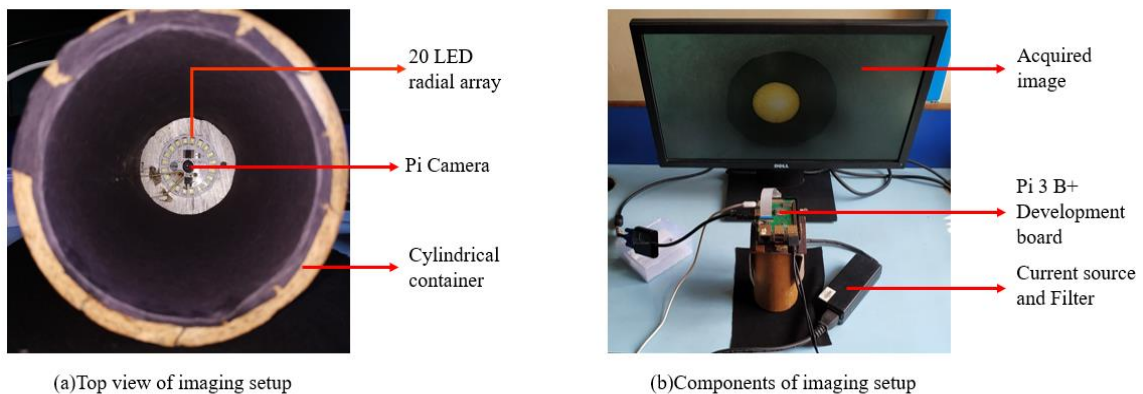 20 LED
radial array
Pi Camera
Cylindrical
container
(a)Top view of imaging setup
Acquired
image
DELL
Pi 3 B+
Development
board
Current source
and Filter
(b)Components of imaging setup